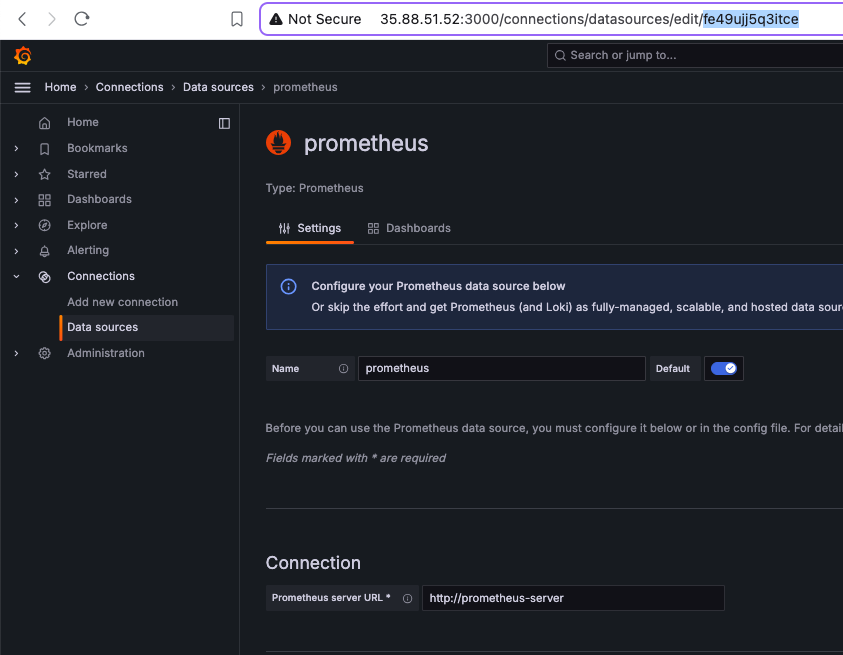 Not Secure 35.88.51.52:3000/connections/datasources/edit/fe49ujj5q3itce
Search or jump to...
Home › Connections › Data sources › prometheus
Home
Bookmarks
Starred
Dashboards
Explore
Alerting
Connections
Add new connection
Data sources
Administration
prometheus
Type: Prometheus
Settings Dashboards
Configure your Prometheus data source below
Or skip the effort and get Prometheus (and Loki) as fully-managed, scalable, and hosted data sour
Name prometheus Default
Before you can use the Prometheus data source, you must configure it below or in the config file. For detai
Fields marked with * are required
Connection
Prometheus server URL * http://prometheus-server